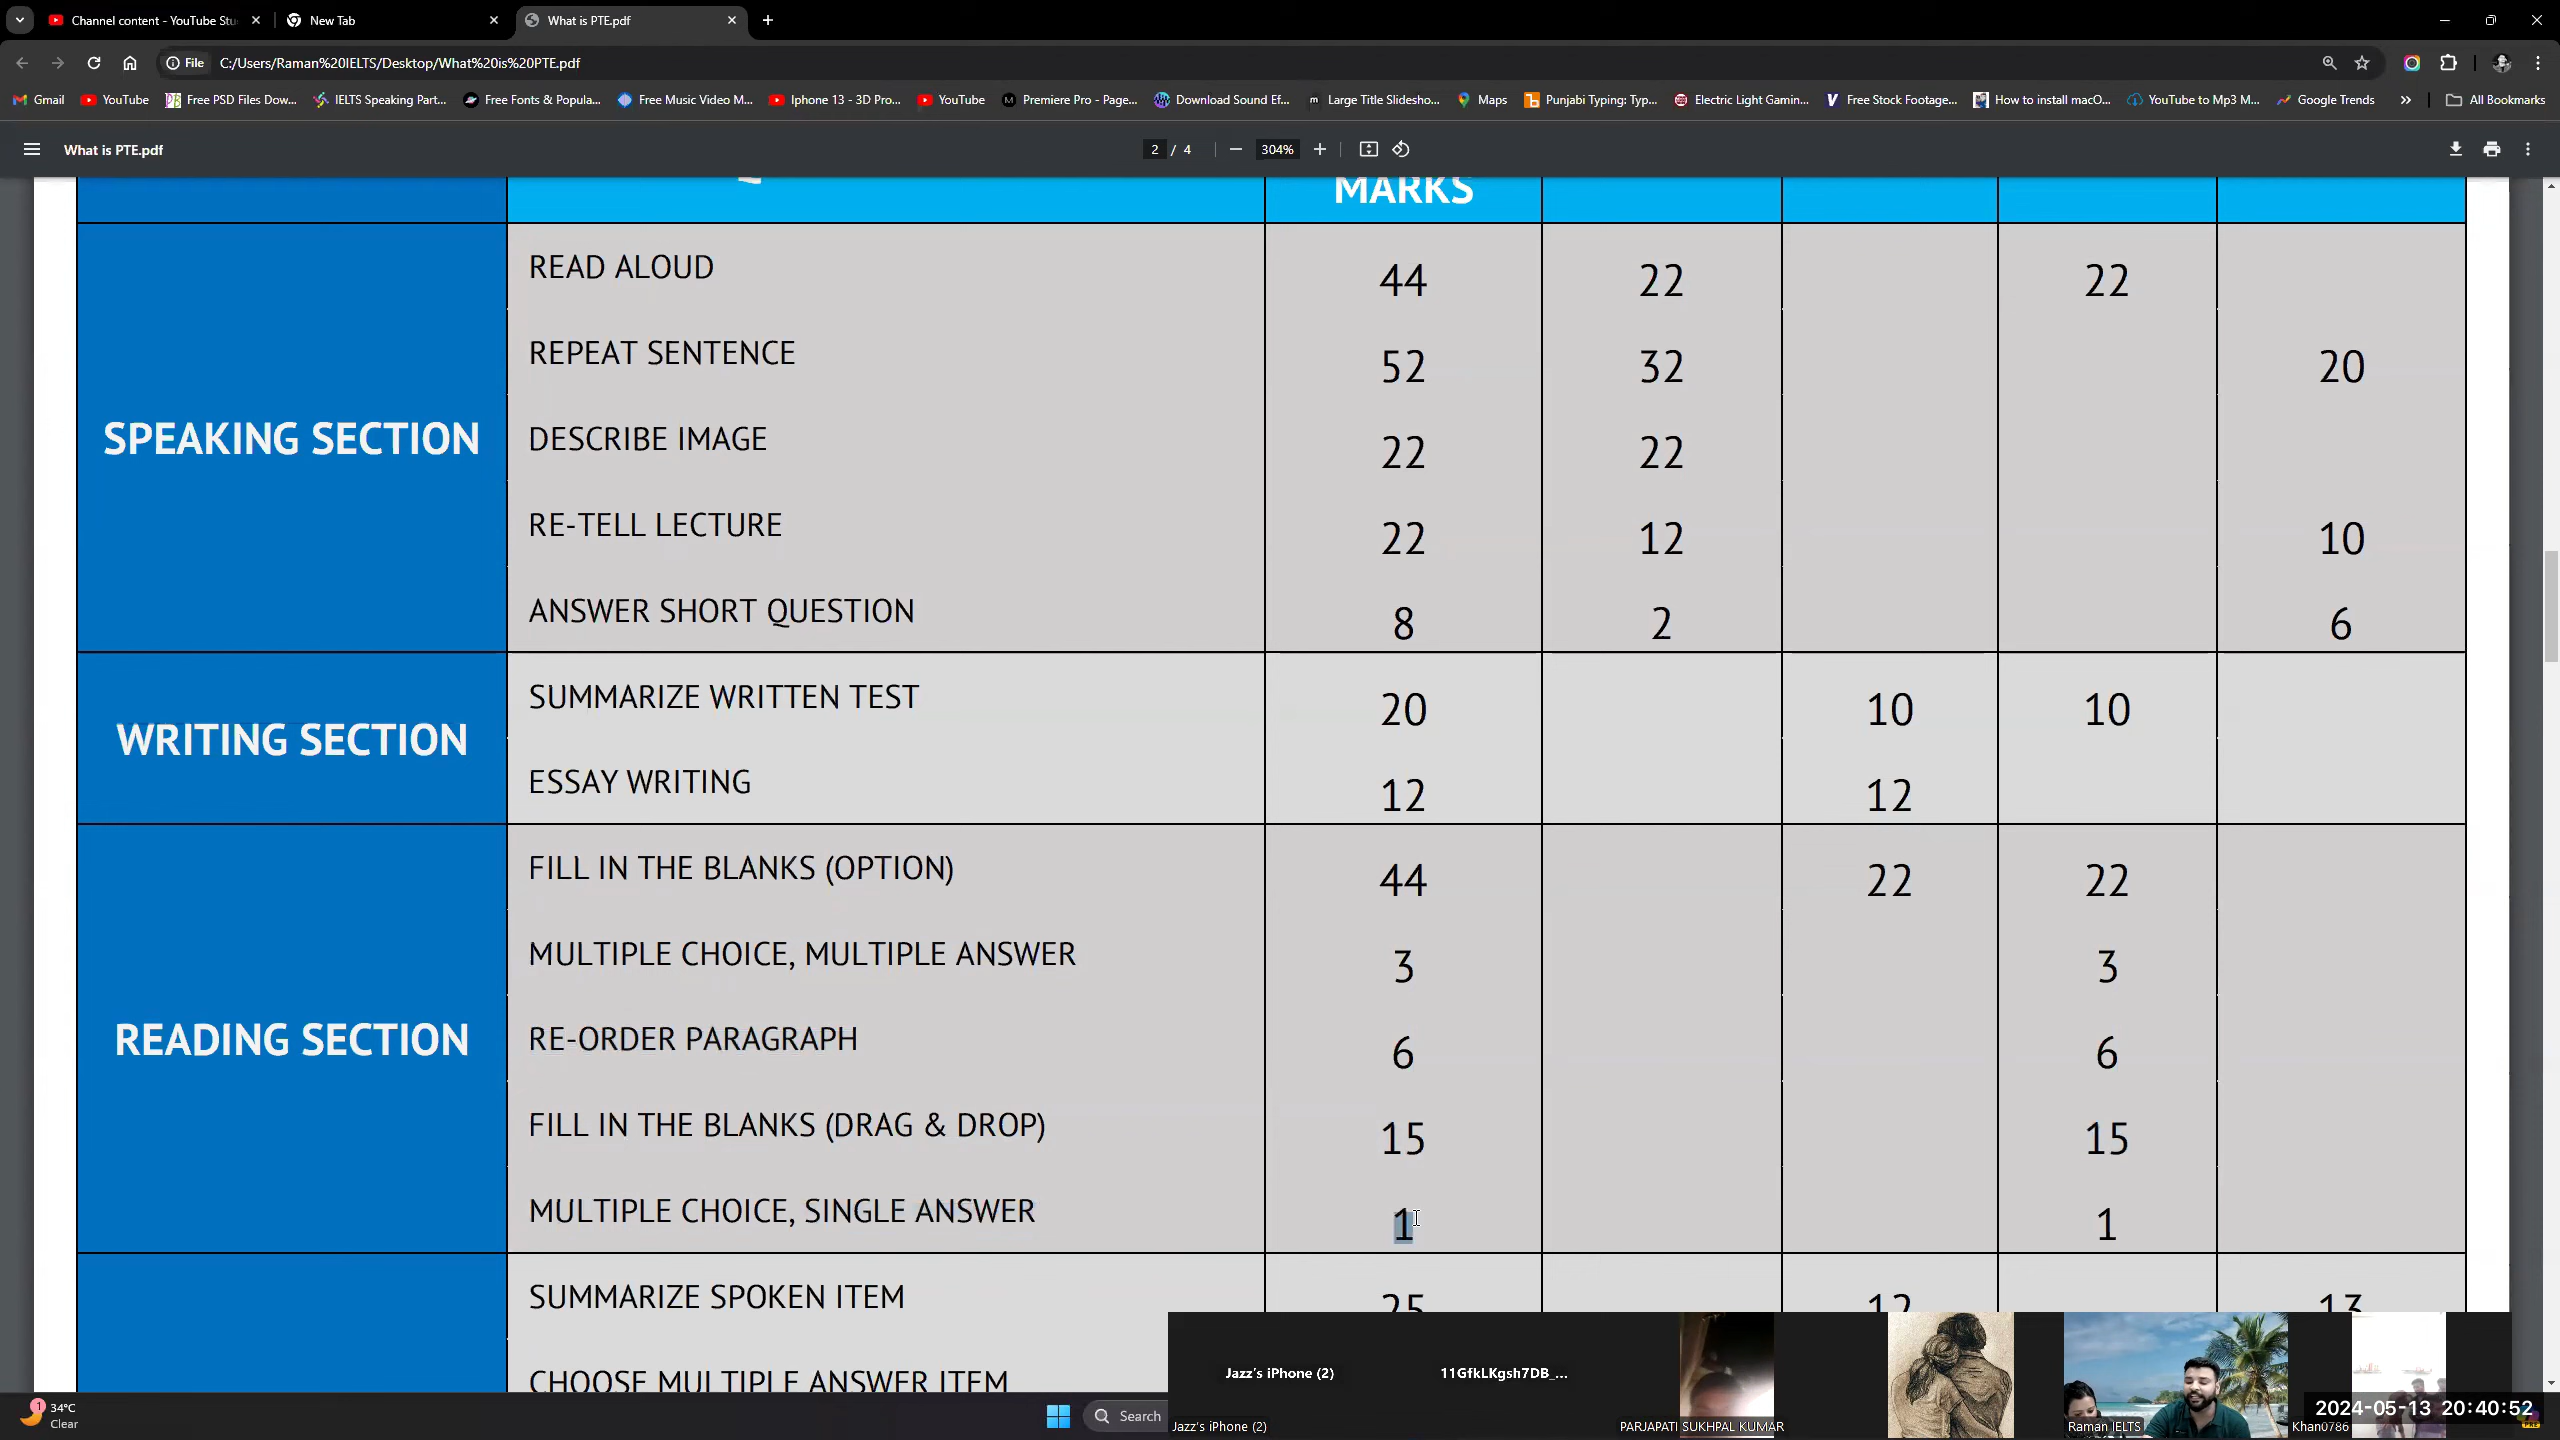 Channel content - YouTube Stu
New Tab
What is PTE.pdf
File
C:/Users/Raman%20IELTS/Desktop/What%20is%20PTE.pdf
Gmail
YouTube
Free PSD Files Dow...
IELTS Speaking Part...
Free Fonts & Popula...
Free Music Video M...
Iphone 13 - 3D Pro...
YouTube
Premiere Pro - Page...
Download Sound Ef...
Large Title Slidesho...
Maps
Punjabi Typing: Typ...
Electric Light Gamin...
Free Stock Footage...
How to install macO...
YouTube to Mp3 M...
Google Trends
All Bookmarks
What is PTE.pdf
2 / 4
304%
MARKS
SPEAKING SECTION
READ ALOUD 44 22 22
REPEAT SENTENCE 52 32 20
DESCRIBE IMAGE 22 22
RE-TELL LECTURE 22 12 10
ANSWER SHORT QUESTION 8 2 6
WRITING SECTION
SUMMARIZE WRITTEN TEST 20 10 10
ESSAY WRITING 12 12
READING SECTION
FILL IN THE BLANKS (OPTION) 44 22 22
MULTIPLE CHOICE, MULTIPLE ANSWER 3 3
RE-ORDER PARAGRAPH 6 6
FILL IN THE BLANKS (DRAG & DROP) 15 15
MULTIPLE CHOICE, SINGLE ANSWER 1 1
SUMMARIZE SPOKEN ITEM 25 12 13
CHOOSE MULTIPLE ANSWER ITEM
Jazz's iPhone (2)
11GfkLKgsh7DB_...
Jazz's iPhone (2)
PARJAPATI SUKHPAL KUMAR
Raman IELTS
Khan0786
2024-05-13 20:40:52
1
34°C
Clear
Search